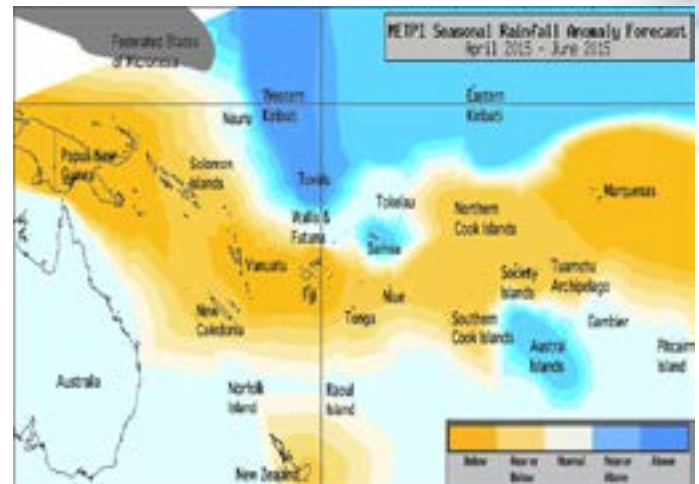 METPI Seasonal Rainfall Anomaly Forecast
April 2015 - June 2015
Federated States
of Micronesia
Western
Kiribati
Eastern
Kiribati
Nauru
Papua New
Guinea
Solomon
Islands
Tuvalu
Tokelau
Marquesas
Wallis &
Futuna
Northern
Cook Islands
Samoa
Vanuatu
Fiji
Niue
Society
Islands
Tuamotu
Archipelago
New
Caledonia
Tonga
Southern
Cook Islands
Gambier
Austral
Islands
Pitcairn
Island
Australia
Norfolk
Island
Raoul
Island
New Zealand
Below
Near or
Below
Normal
Near or
Above
Above